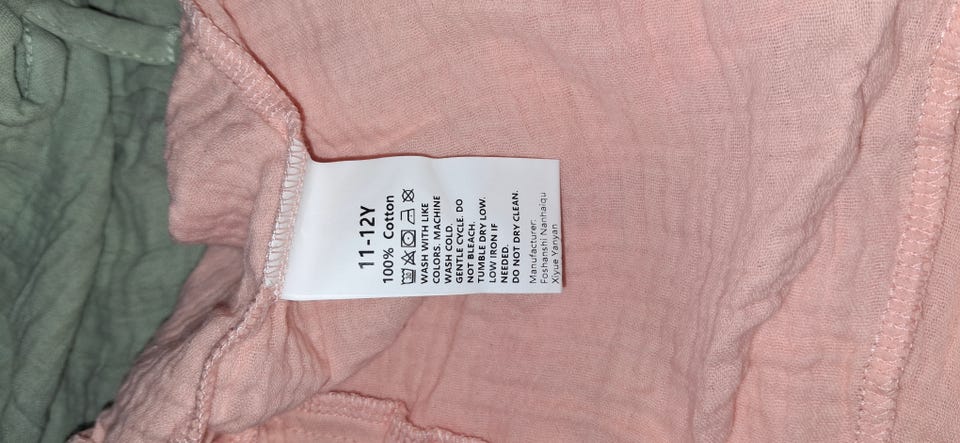 11-12Y
100% Cotton
WASH WITH LIKE
COLORS. MACHINE
WASH COLD.
GENTLE CYCLE. DO
NOT BLEACH.
TUMBLE DRY LOW.
LOW IRON IF
NEEDED.
DO NOT DRY CLEAN.
Manufacturer:
Foshanshi Nanhaiqu
Xiyue Yanyan